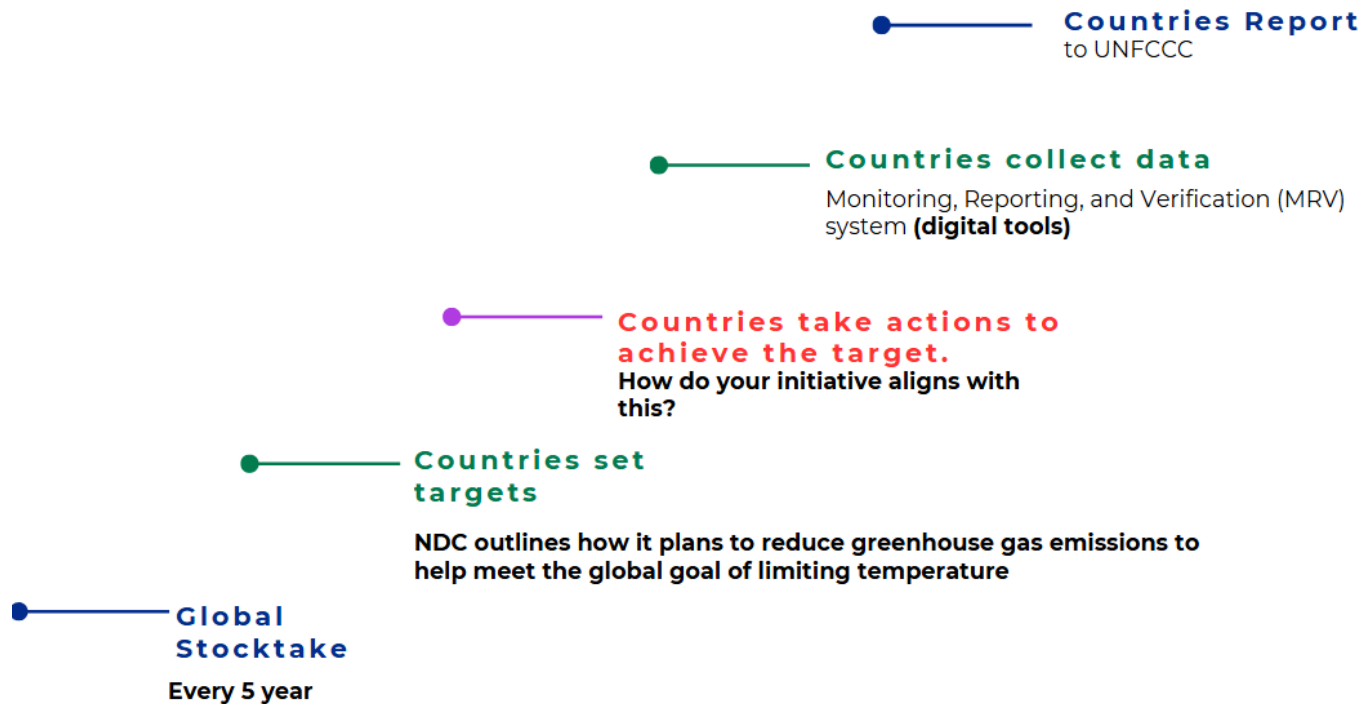 Countries Report
to UNFCCC
Countries collect data
Monitoring, Reporting, and Verification (MRV)
system (digital tools)
Countries take actions to
achieve the target.
How do your initiative aligns with
this?
Countries set
targets
NDC outlines how it plans to reduce greenhouse gas emissions to
help meet the global goal of limiting temperature
Global
Stocktake
Every 5 year